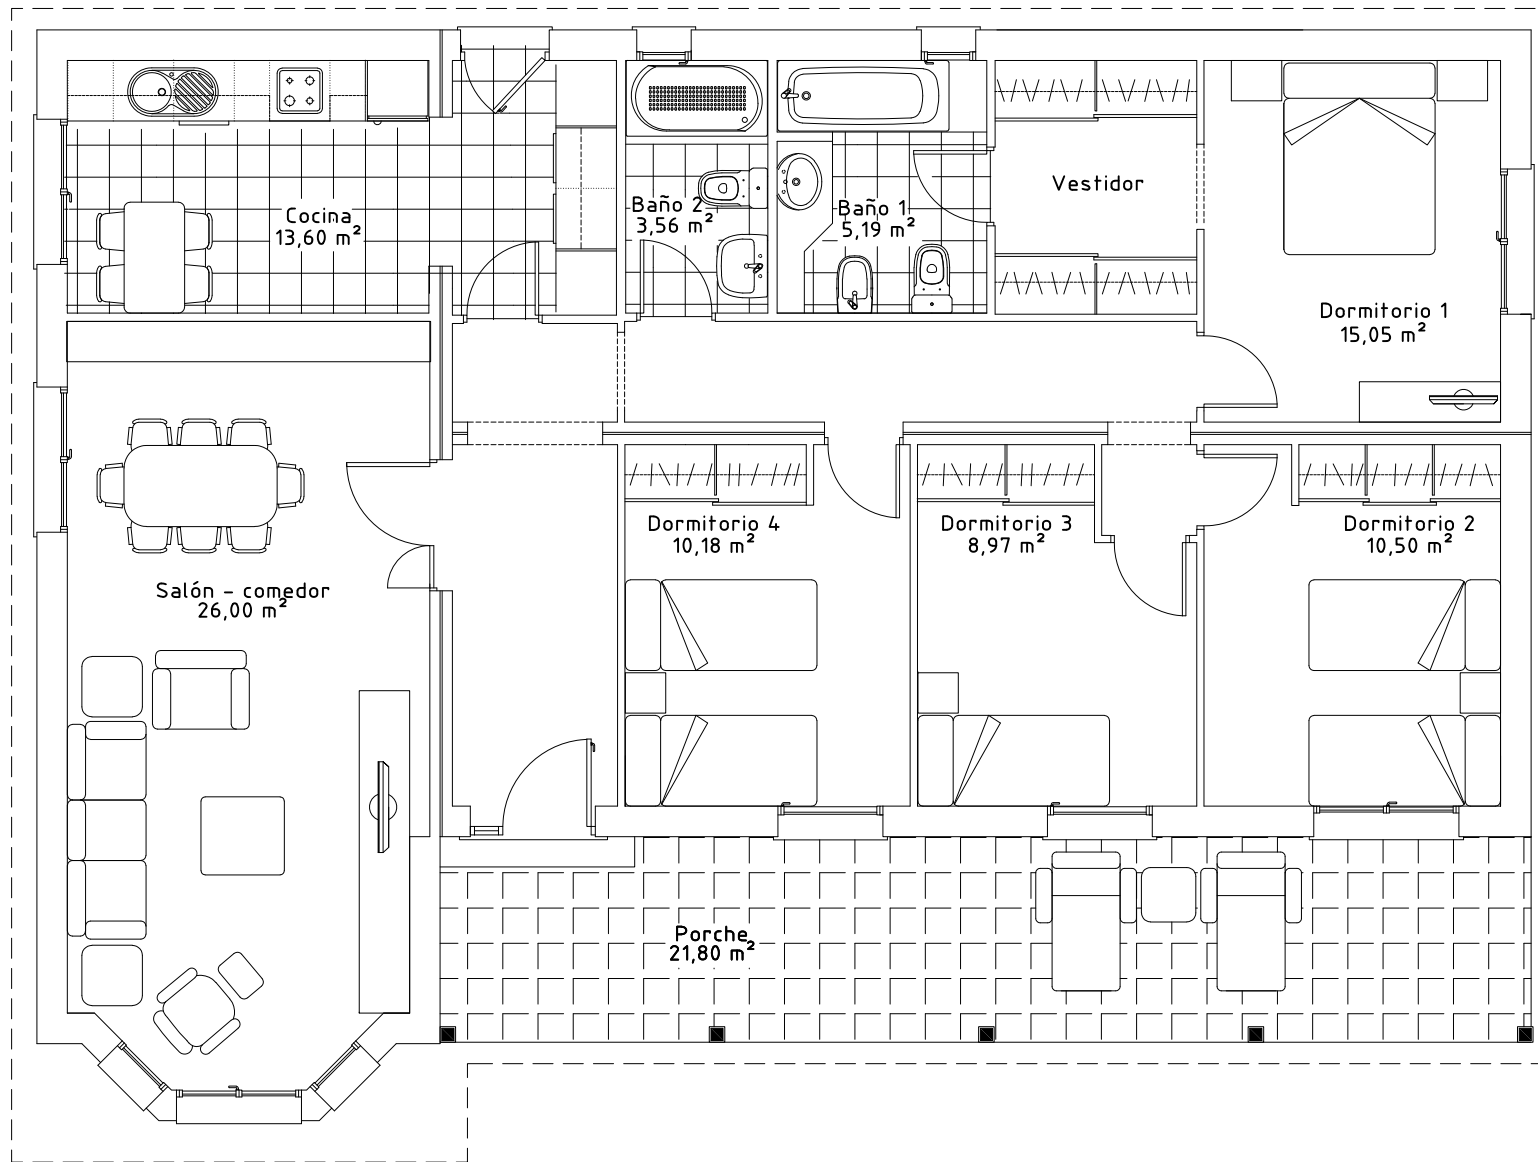 Cocina
13,60 m²
Baño 2
3,56 m²
Baño 1
5,19 m²
Vestidor
Dormitorio 1
15,05 m²
Salón - comedor
26,00 m²
Dormitorio 4
10,18 m²
Dormitorio 3
8,97 m²
Dormitorio 2
10,50 m²
Porche
21,80 m²